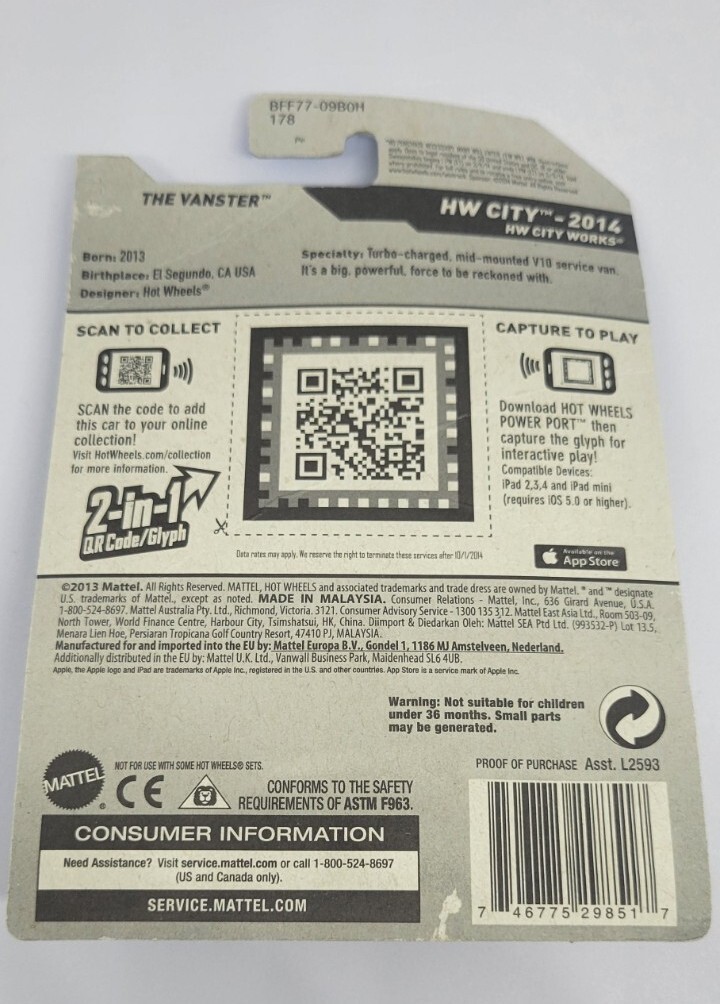 BFF77-09B0H
178
THE VANSTER™
HW CITY™ - 2014
HW CITY WORKS®
Born: 2013
Birthplace: El Segundo, CA USA
Designer: Hot Wheels®
Specialty: Turbo-charged, mid-mounted V10 service van.
It's a big, powerful, force to be reckoned with.
SCAN TO COLLECT
SCAN the code to add
this car to your online
collection!
Visit HotWheels.com/collection
for more information.
2-in-1
QR Code/Glyph
CAPTURE TO PLAY
Download HOT WHEELS
POWER PORT™ then
capture the glyph for
interactive play!
Compatible Devices:
iPad 2,3,4 and iPad mini
(requires iOS 5.0 or higher).
Data rates may apply. We reserve the right to terminate these services after 10/1/2014
Available on the
App Store
©2013 Mattel. All Rights Reserved. MATTEL, HOT WHEELS and associated trademarks and trade dress are owned by Mattel. ® and ™ designate
U.S. trademarks of Mattel, except as noted. MADE IN MALAYSIA. Consumer Relations - Mattel, Inc., 636 Girard Avenue, U.S.A.
1-800-524-8697. Mattel Australia Pty. Ltd., Richmond, Victoria. 3121. Consumer Advisory Service - 1300 135 312. Mattel East Asia Ltd., Room 503-09,
North Tower, World Finance Centre, Harbour City, Tsimshatsui, HK, China. Diimport & Diedarkan Oleh: Mattel SEA Ptd Ltd. (993532-P) Lot 13.5,
Menara Lien Hoe, Persiaran Tropicana Golf Country Resort, 47410 PJ, MALAYSIA.
Manufactured for and imported into the EU by: Mattel Europa B.V., Gondel 1, 1186 MJ Amstelveen, Nederland.
Additionally distributed in the EU by: Mattel U.K. Ltd., Vanwall Business Park, Maidenhead SL6 4UB.
Apple, the Apple logo and iPad are trademarks of Apple Inc., registered in the U.S. and other countries. App Store is a service mark of Apple Inc.
Warning: Not suitable for children
under 36 months. Small parts
may be generated.
PROOF OF PURCHASE Asst. L2593
NOT FOR USE WITH SOME HOT WHEELS® SETS.
MATTEL®
CE
CONFORMS TO THE SAFETY
REQUIREMENTS OF ASTM F963.
CONSUMER INFORMATION
Need Assistance? Visit service.mattel.com or call 1-800-524-8697
(US and Canada only).
SERVICE.MATTEL.COM
7 46775 29851 7